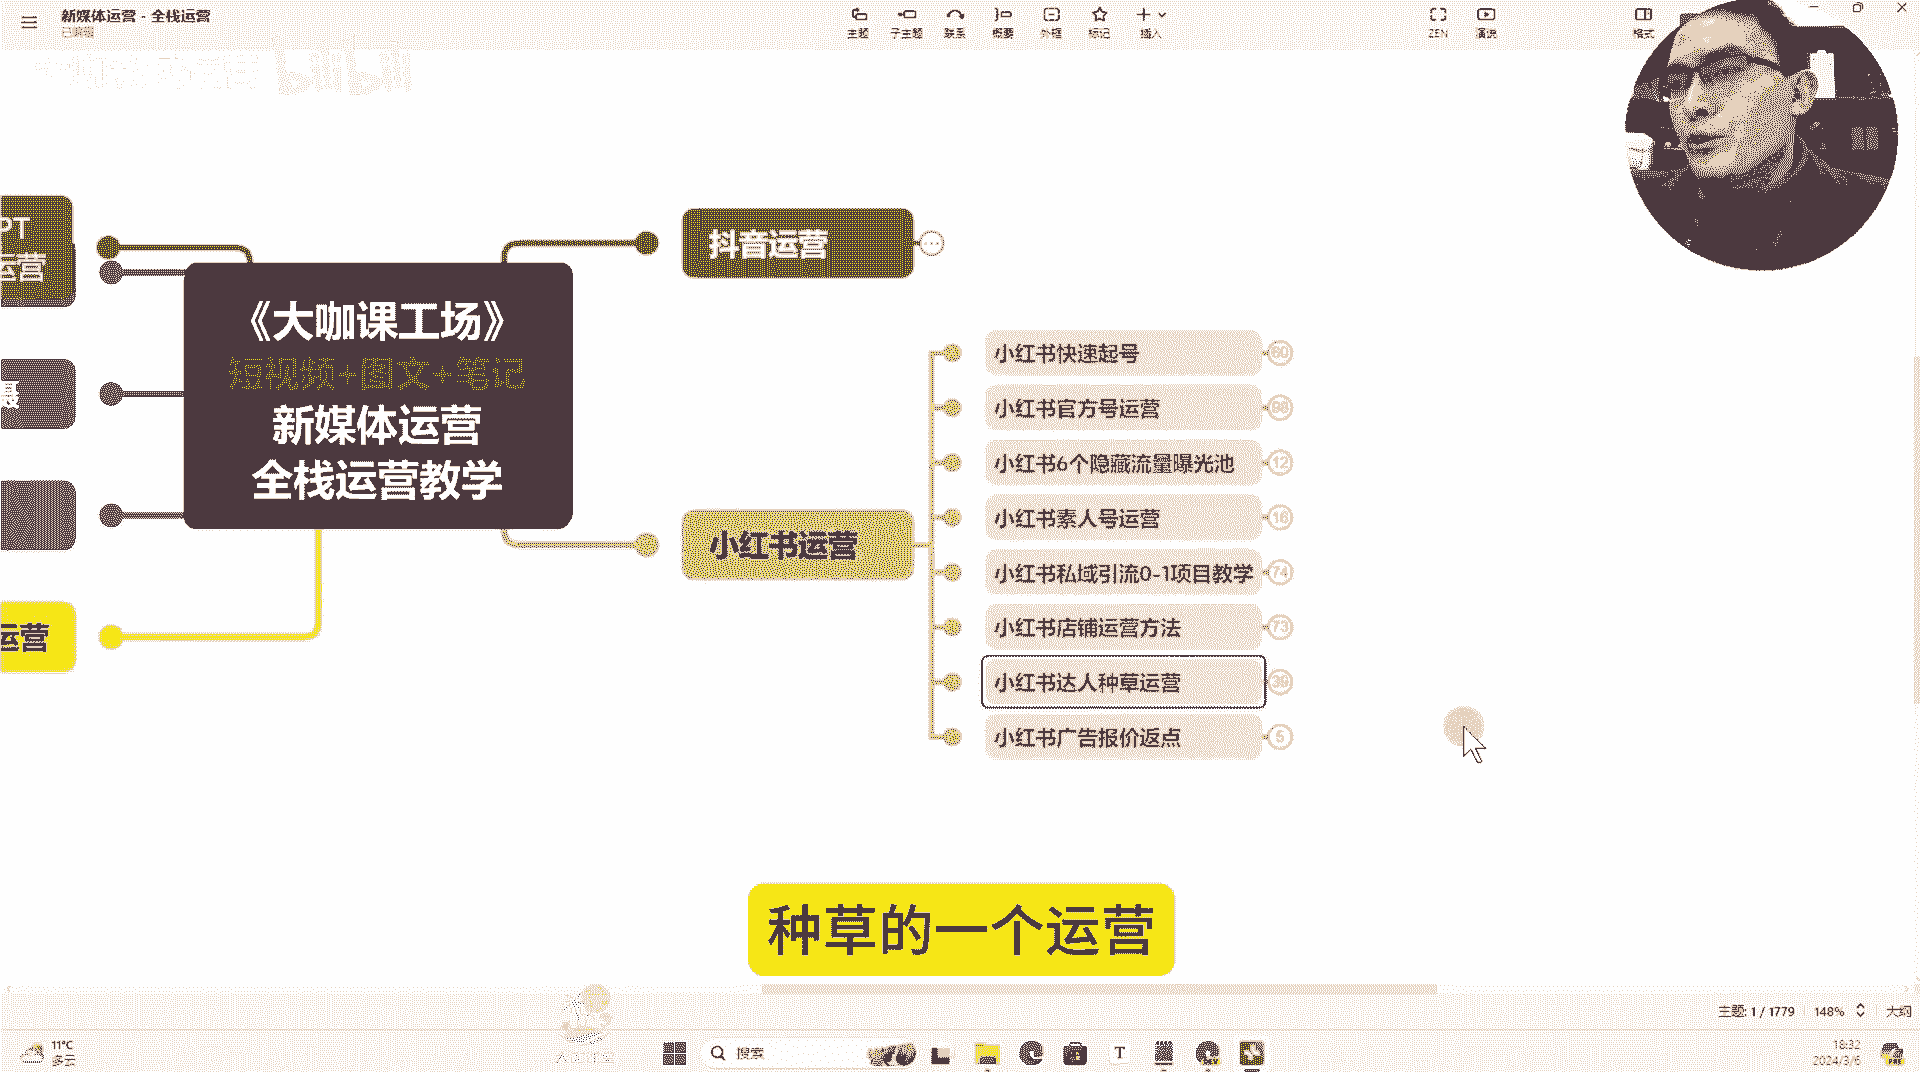 新媒体运营 - 全栈运营
已编辑
主题
子主题
联系
概要
外框
标记
插入
ZEN
演说
格式
bilibili
PT
运营
抖音运营
《大咖课工场》
短视频+图文+笔记
新媒体运营
全栈运营教学
小红书快速起号
60
小红书官方号运营
98
小红书6个隐藏流量曝光池
12
小红书素人号运营
16
小红书运营
小红书私域引流0-1项目教学
74
小红书店铺运营方法
73
运营
小红书达人种草运营
39
小红书广告报价返点
5
种草的一个运营
主题: 1 / 1779
148%
大纲
11°C
多云
搜索
18:32
2024/3/6